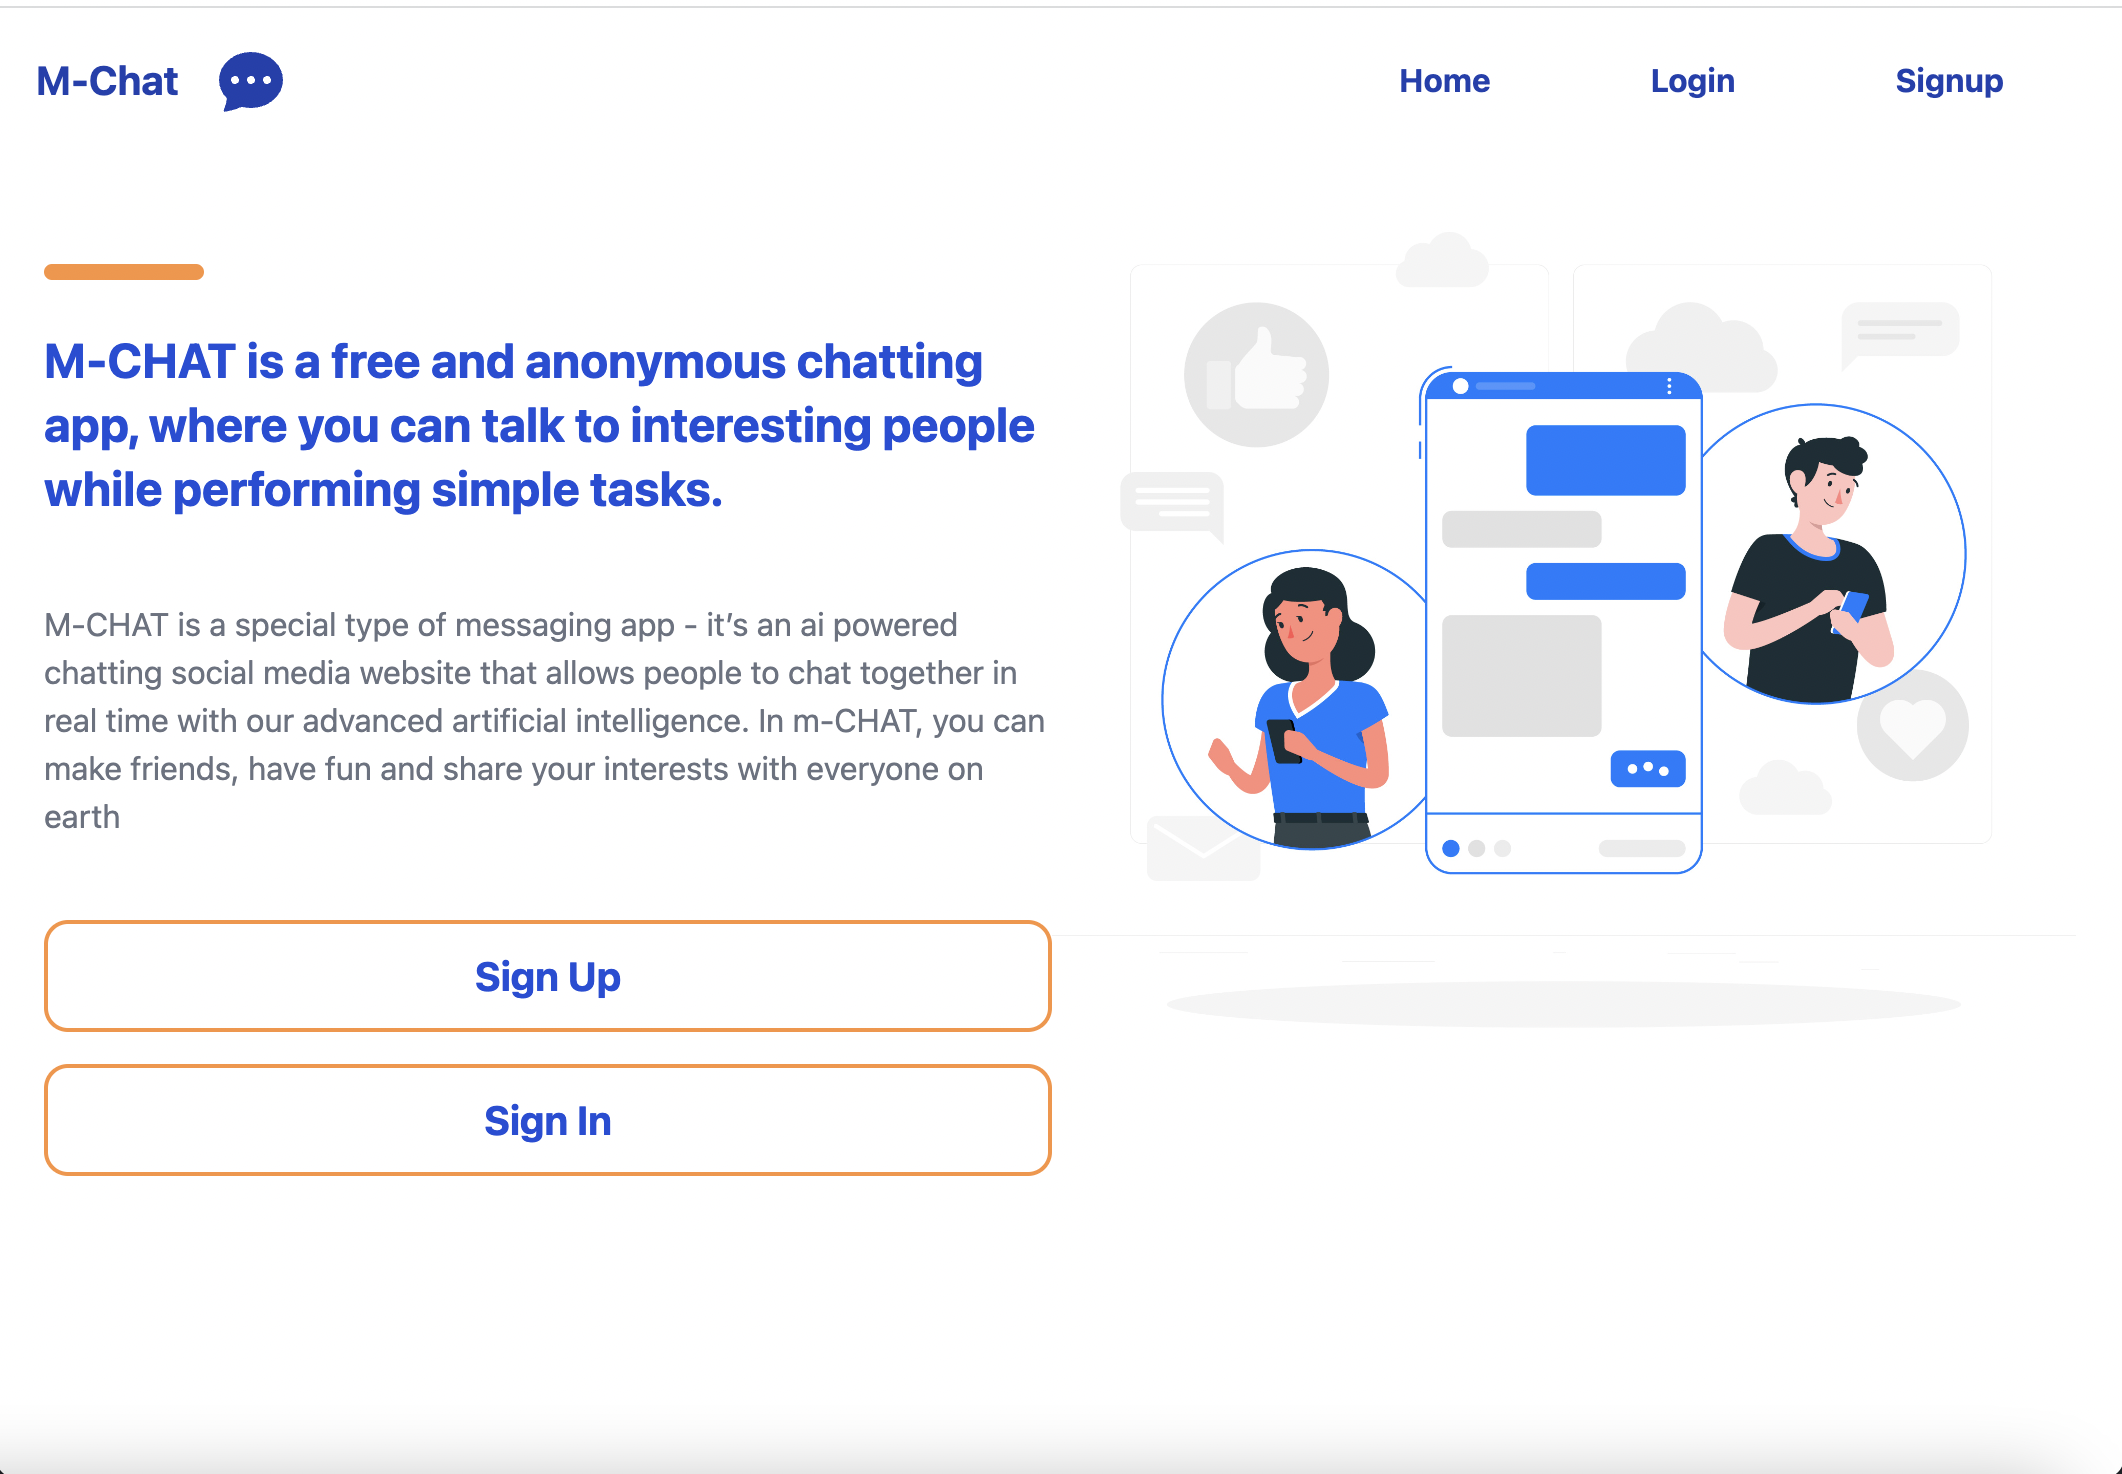 M-Chat
Home
Login
Signup
M-CHAT is a free and anonymous chatting
app, where you can talk to interesting people
while performing simple tasks.
M-CHAT is a special type of messaging app - it’s an ai powered
chatting social media website that allows people to chat together in
real time with our advanced artificial intelligence. In m-CHAT, you can
make friends, have fun and share your interests with everyone on
earth
Sign Up
Sign In